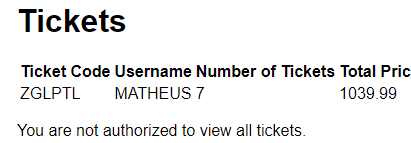 Tickets
Ticket Code Username Number of Tickets Total Pric
ZGLPTL MATHEUS 7 1039.99
You are not authorized to view all tickets.